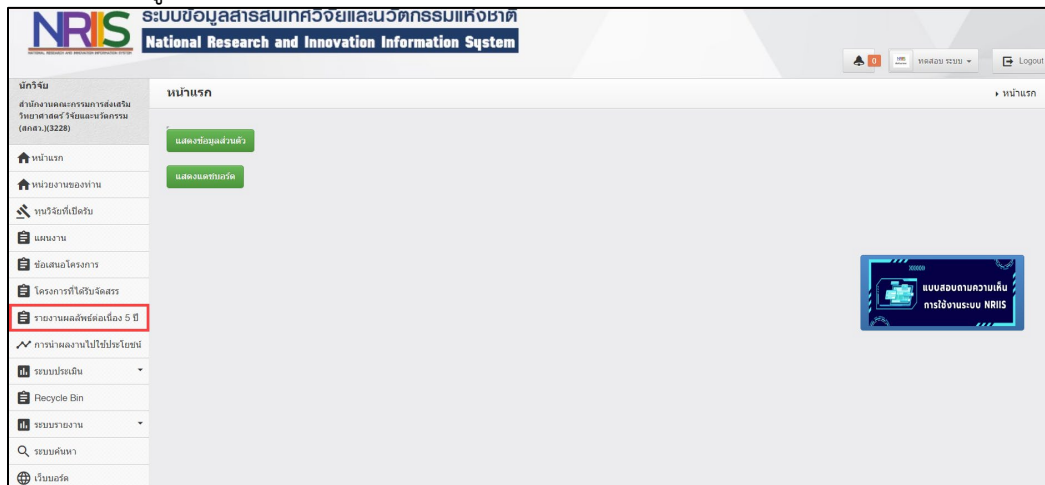 NRIIS
ระบบข้อมูลสารสนเทศวิจัยและนวัตกรรมแห่งชาติ
National Research and Innovation Information System
NATIONAL RESEARCH AND INNOVATION INFORMATION SYSTEM
0
ทดสอบ ระบบ
Logout
นักวิจัย
สำนักงานคณะกรรมการส่งเสริม
วิทยาศาสตร์ วิจัยและนวัตกรรม
(สกสว.)(3228)
หน้าแรก
หน้าแรก
แสดงข้อมูลส่วนตัว
แสดงแดชบอร์ด
หน้าแรก
หน่วยงานของท่าน
ทุนวิจัยที่เปิดรับ
แผนงาน
ข้อเสนอโครงการ
โครงการที่ได้รับจัดสรร
รายงานผลลัพธ์ต่อเนื่อง 5 ปี
การนำผลงานไปใช้ประโยชน์
ระบบประเมิน
Recycle Bin
ระบบรายงาน
ระบบค้นหา
เว็บบอร์ด
แบบสอบถามความเห็น
การใช้งานระบบ NRIIS